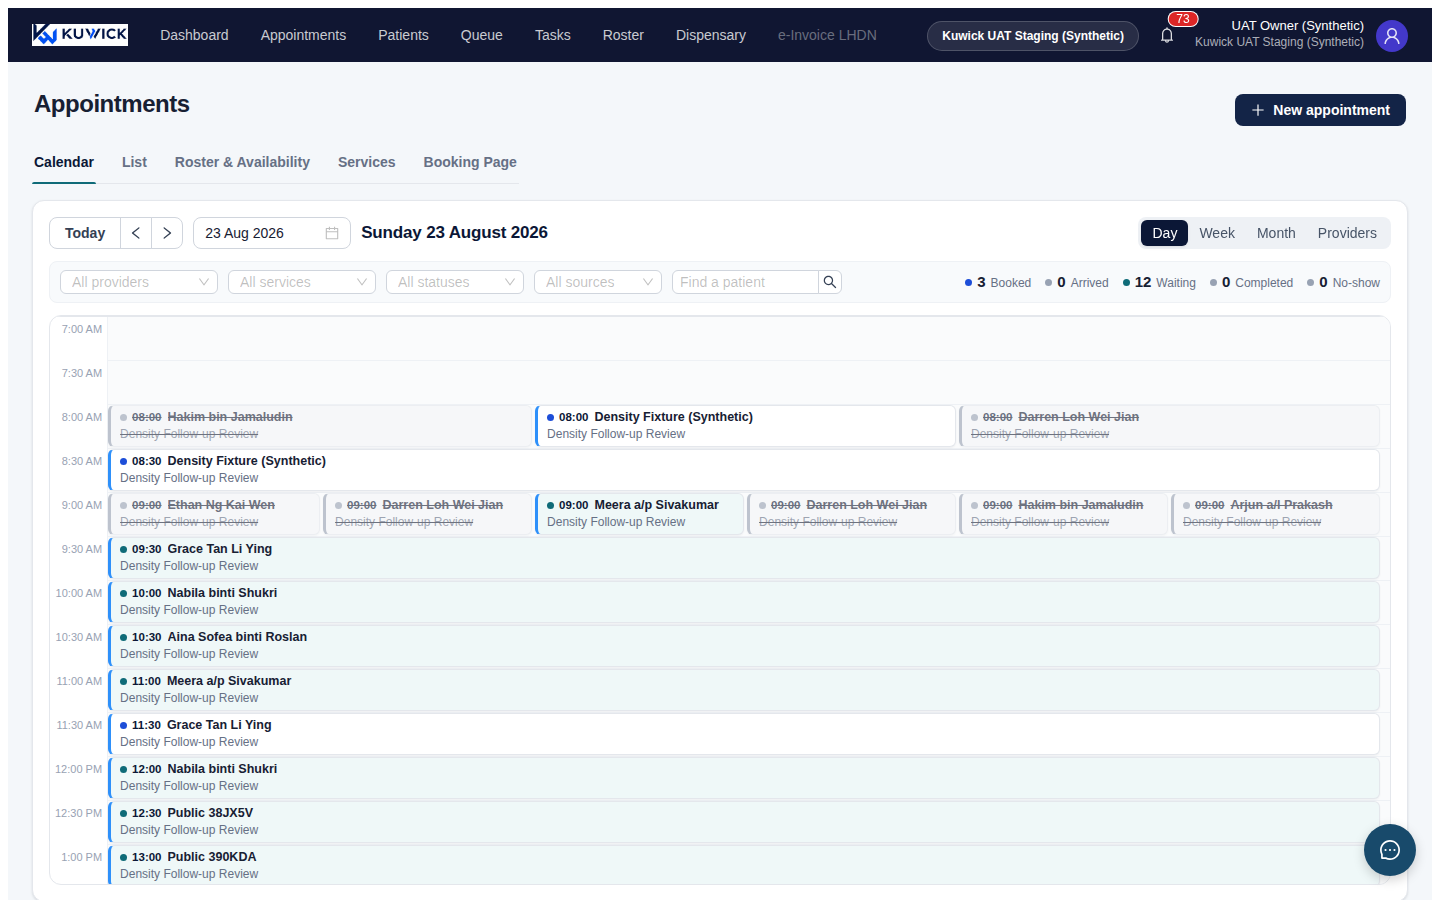 KUVVICK
Dashboard
Appointments
Patients
Queue
Tasks
Roster
Dispensary
e-Invoice LHDN
Kuwick UAT Staging (Synthetic)
73
UAT Owner (Synthetic)
Kuwick UAT Staging (Synthetic)
Appointments
New appointment
Calendar
List
Roster & Availability
Services
Booking Page
Today
23 Aug 2026
Sunday 23 August 2026
Day
Week
Month
Providers
All providers
All services
All statuses
All sources
Find a patient
3 Booked
0 Arrived
12 Waiting
0 Completed
0 No-show
7:00 AM
7:30 AM
8:00 AM
08:00 Hakim bin Jamaludin
Density Follow-up Review
08:00 Density Fixture (Synthetic)
Density Follow-up Review
08:00 Darren Loh Wei Jian
Density Follow-up Review
8:30 AM
08:30 Density Fixture (Synthetic)
Density Follow-up Review
9:00 AM
09:00 Ethan Ng Kai Wen
Density Follow-up Review
09:00 Darren Loh Wei Jian
Density Follow-up Review
09:00 Meera a/p Sivakumar
Density Follow-up Review
09:00 Darren Loh Wei Jian
Density Follow-up Review
09:00 Hakim bin Jamaludin
Density Follow-up Review
09:00 Arjun a/l Prakash
Density Follow-up Review
9:30 AM
09:30 Grace Tan Li Ying
Density Follow-up Review
10:00 AM
10:00 Nabila binti Shukri
Density Follow-up Review
10:30 AM
10:30 Aina Sofea binti Roslan
Density Follow-up Review
11:00 AM
11:00 Meera a/p Sivakumar
Density Follow-up Review
11:30 AM
11:30 Grace Tan Li Ying
Density Follow-up Review
12:00 PM
12:00 Nabila binti Shukri
Density Follow-up Review
12:30 PM
12:30 Public 38JX5V
Density Follow-up Review
1:00 PM
13:00 Public 390KDA
Density Follow-up Review